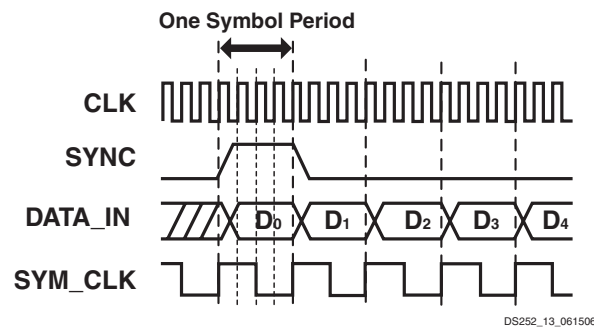 One Symbol Period
CLK
SYNC
DATA_IN D0 D1 D2 D3 D4
SYM_CLK
DS252_13_061506